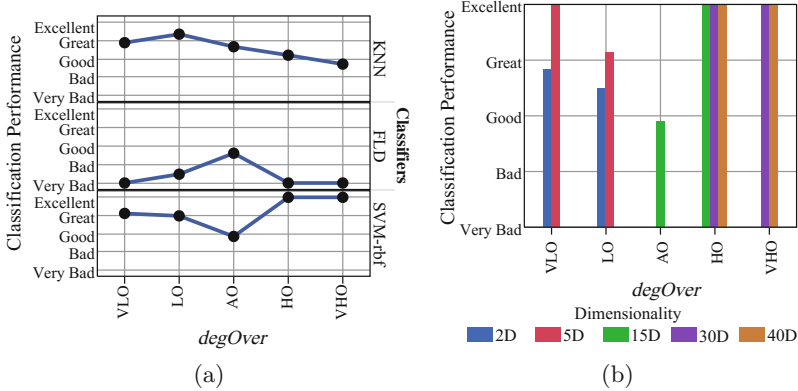 Classification Performance
Excellent
Great
Good
Bad
Very Bad
Excellent
Great
Good
Bad
Very Bad
Excellent
Great
Good
Bad
Very Bad
KNN
FLD
SVM-rbf
Classifiers
VLO
LO
AO
HO
VHO
degOver
(a)
Classification Performance
Excellent
Great
Good
Bad
Very Bad
VLO
LO
AO
HO
VHO
degOver
Dimensionality
2D 5D 15D 30D 40D
(b)